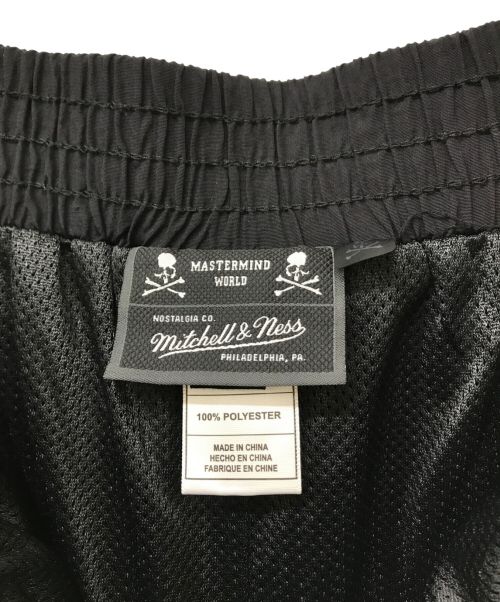 MASTERMIND
WORLD
NOSTALGIA CO.
Mitchell & Ness
PHILADELPHIA, PA.
100% POLYESTER
MADE IN CHINA
HECHO EN CHINA
FABRIQUE EN CHINE